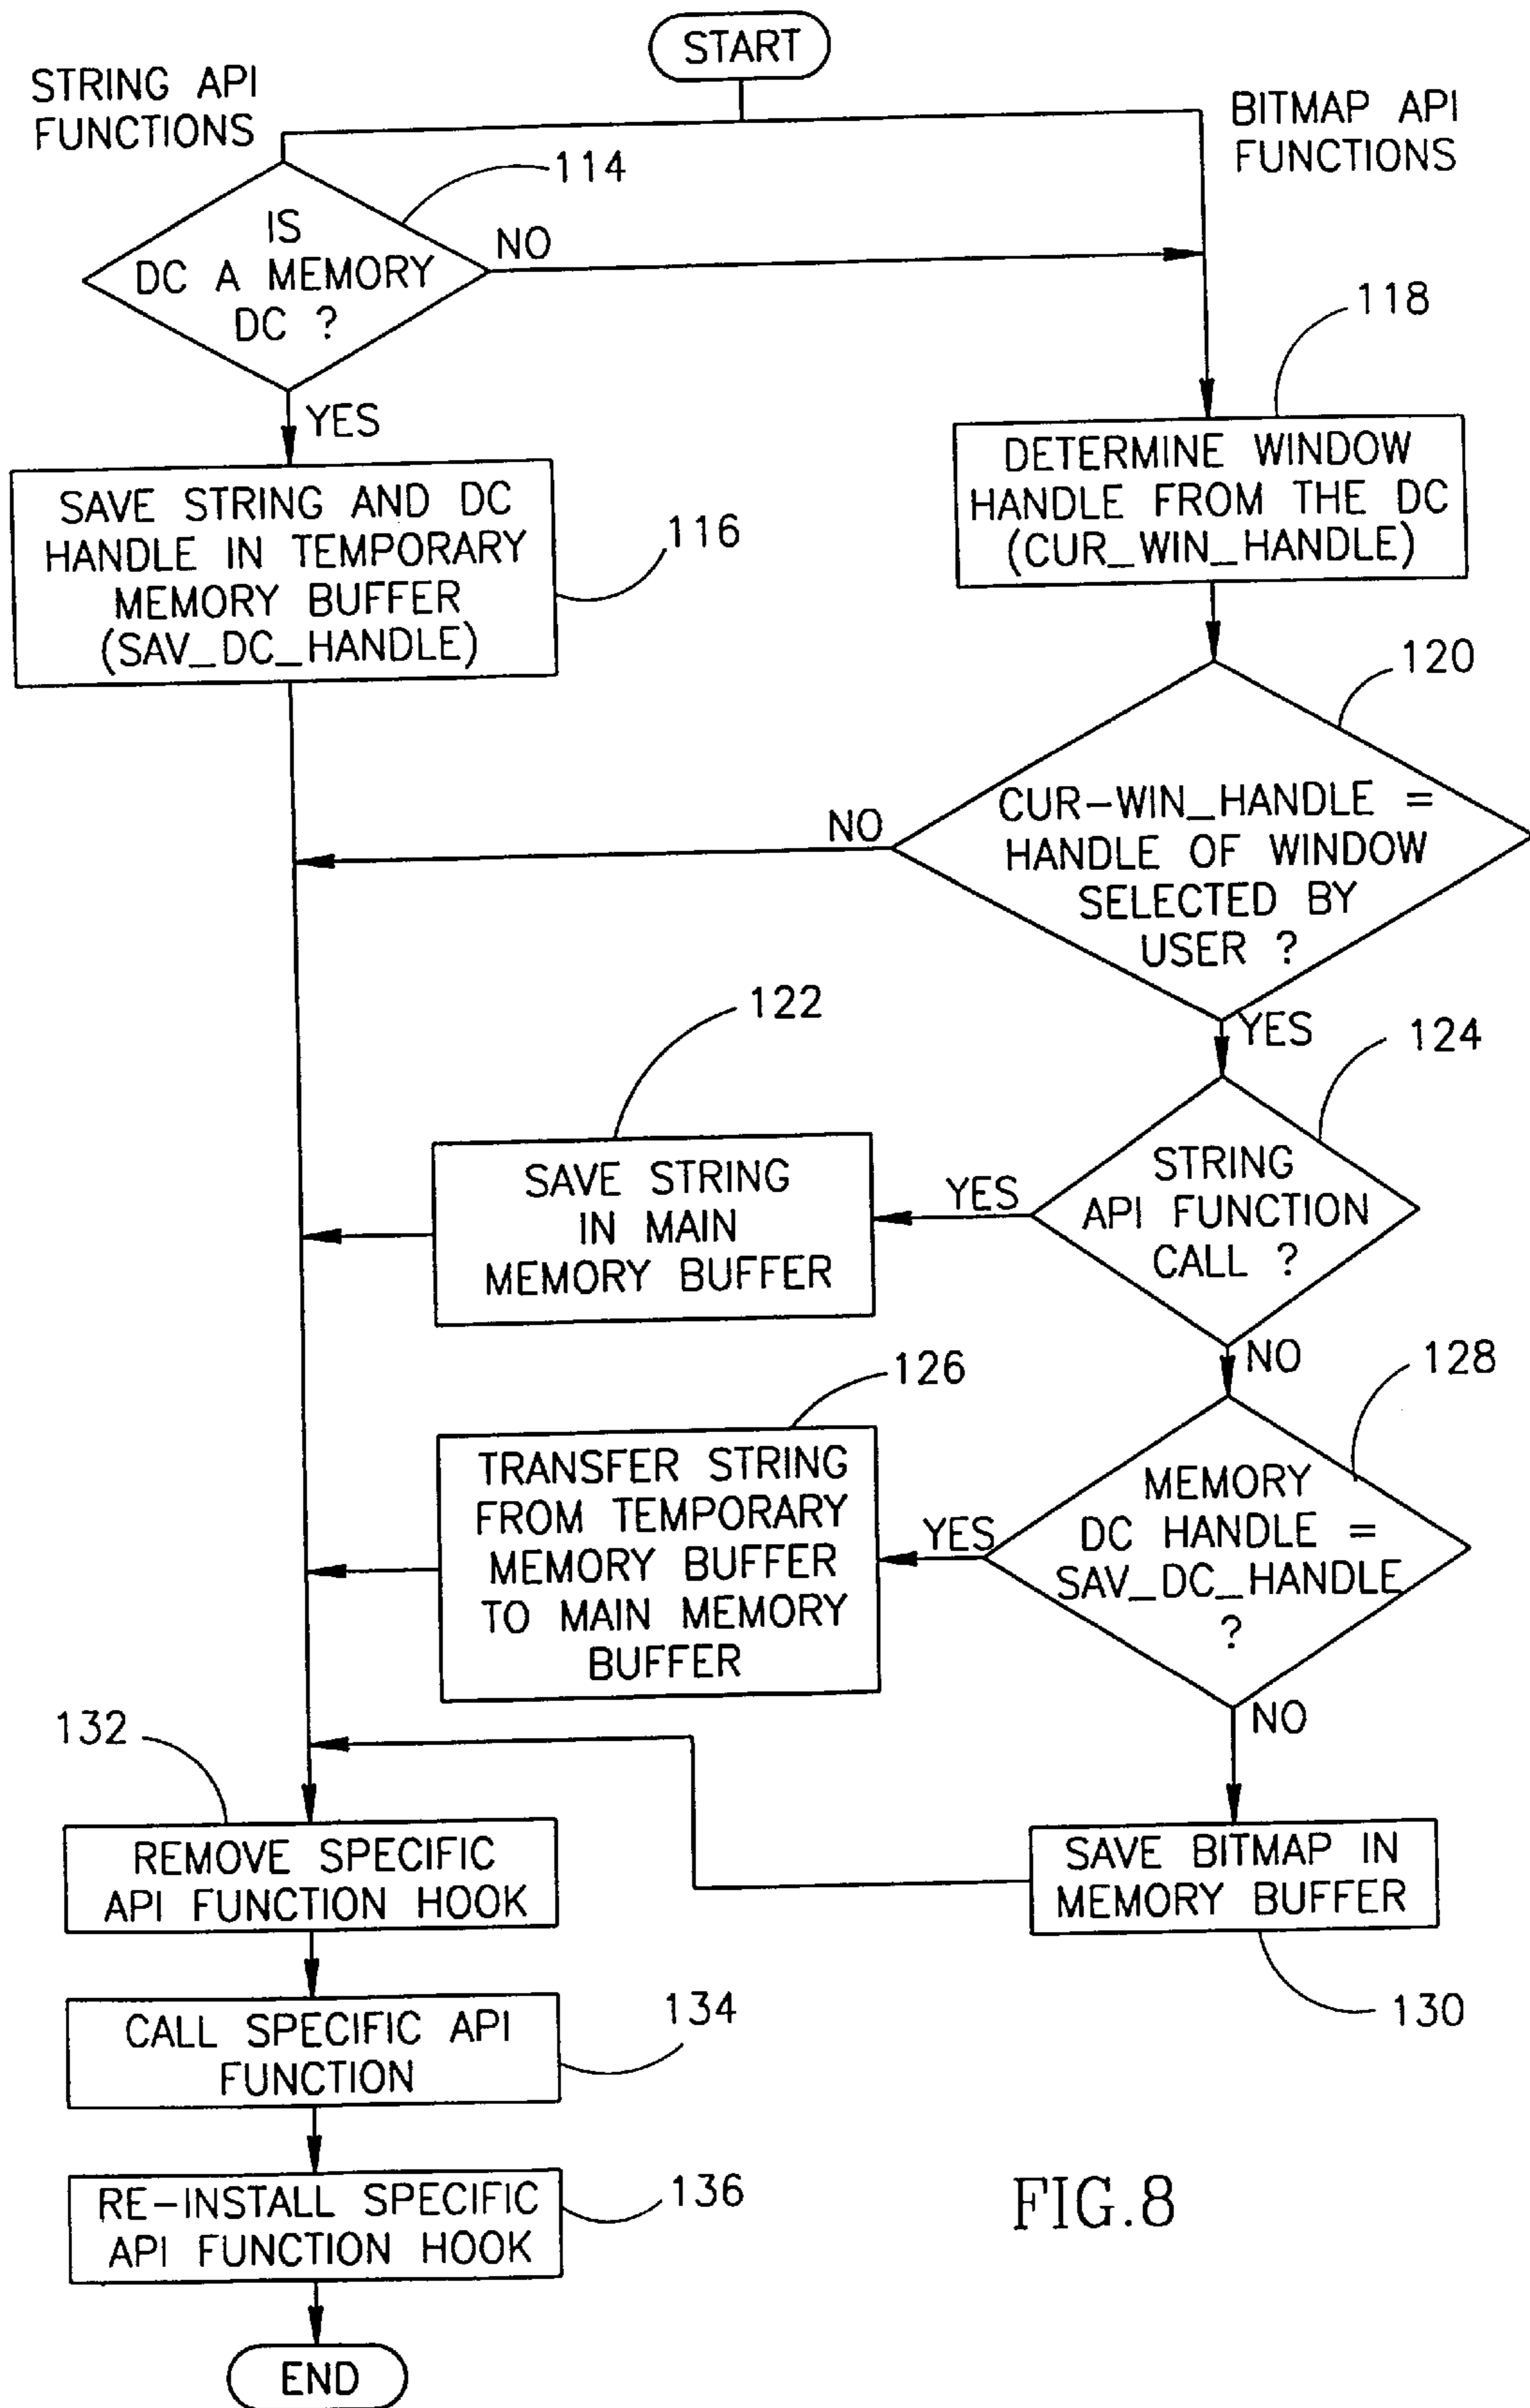 START
STRING API
FUNCTIONS
BITMAP API
FUNCTIONS
114
IS
DC A MEMORY
DC ?
NO
YES
118
DETERMINE WINDOW
HANDLE FROM THE DC
(CUR_WIN_HANDLE)
SAVE STRING AND DC
HANDLE IN TEMPORARY
MEMORY BUFFER
(SAV_DC_HANDLE)
116
120
CUR-WIN_HANDLE =
HANDLE OF WINDOW
SELECTED BY
USER ?
NO
YES
122
124
SAVE STRING
IN MAIN
MEMORY BUFFER
YES
STRING
API FUNCTION
CALL ?
NO
126
128
TRANSFER STRING
FROM TEMPORARY
MEMORY BUFFER
TO MAIN MEMORY
BUFFER
YES
MEMORY
DC HANDLE =
SAV_DC_HANDLE
?
NO
132
REMOVE SPECIFIC
API FUNCTION HOOK
SAVE BITMAP IN
MEMORY BUFFER
130
CALL SPECIFIC API
FUNCTION
134
RE-INSTALL SPECIFIC
API FUNCTION HOOK
136
FIG.8
END